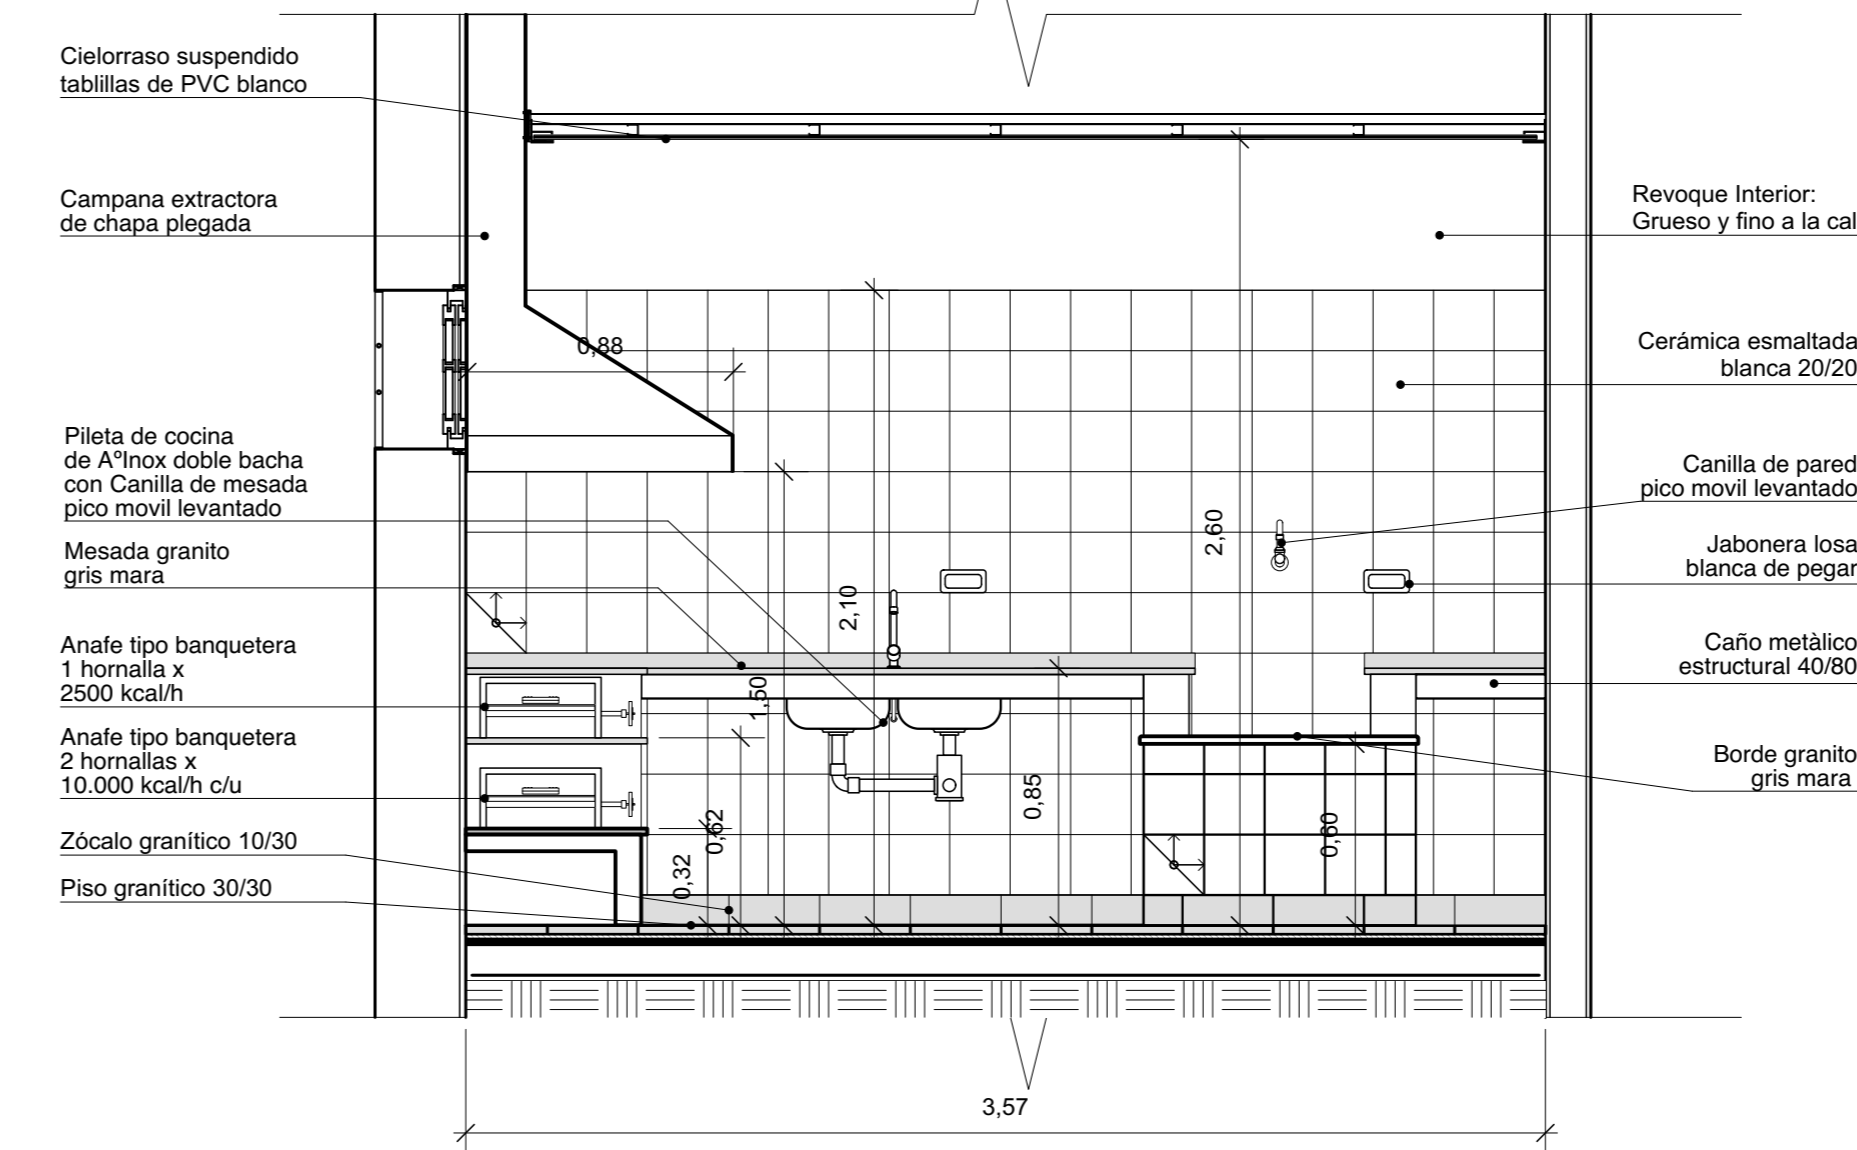 Cielorraso suspendido
tablillas de PVC blanco
Campana extractora
de chapa plegada
Pileta de cocina
de AºInox doble bacha
con Canilla de mesada
pico movil levantado
Mesada granito
gris mara
Anafe tipo banquetera
1 hornalla x
2500 kcal/h
Anafe tipo banquetera
2 hornallas x
10.000 kcal/h c/u
Zócalo granítico 10/30
Piso granítico 30/30
0,88
2,60
2,10
1,50
0,85
0,62
0,60
0,32
3,57
Revoque Interior:
Grueso y fino a la cal
Cerámica esmaltada
blanca 20/20
Canilla de pared
pico movil levantado
Jabonera losa
blanca de pegar
Caño metàlico
estructural 40/80
Borde granito
gris mara